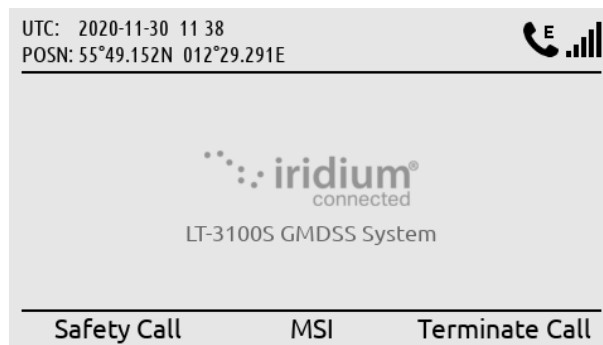 UTC: 2020-11-30 11 38
POSN: 55°49.152N 012°29.291E
E
iridium®
connected
LT-3100S GMDSS System
Safety Call MSI Terminate Call